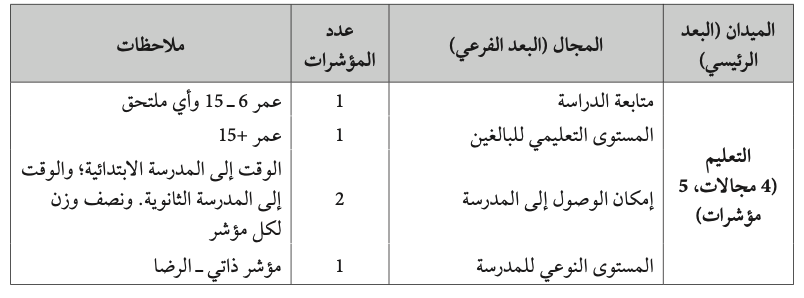 الميدان (البعد الرئيسي) المجال (البعد الفرعي) عدد المؤشرات ملاحظات
التعليم
(4 مجالات، 5
مؤشرات)
متابعة الدراسة 1 عمر 6 ـ 15 وأي ملتحق
المستوى التعليمي للبالغين 1 عمر +15
إمكان الوصول إلى المدرسة 2 الوقت إلى المدرسة الابتدائية؛ والوقت
إلى المدرسة الثانوية. ونصف وزن
لكل مؤشر
المستوى النوعي للمدرسة 1 مؤشر ذاتي ـ الرضا